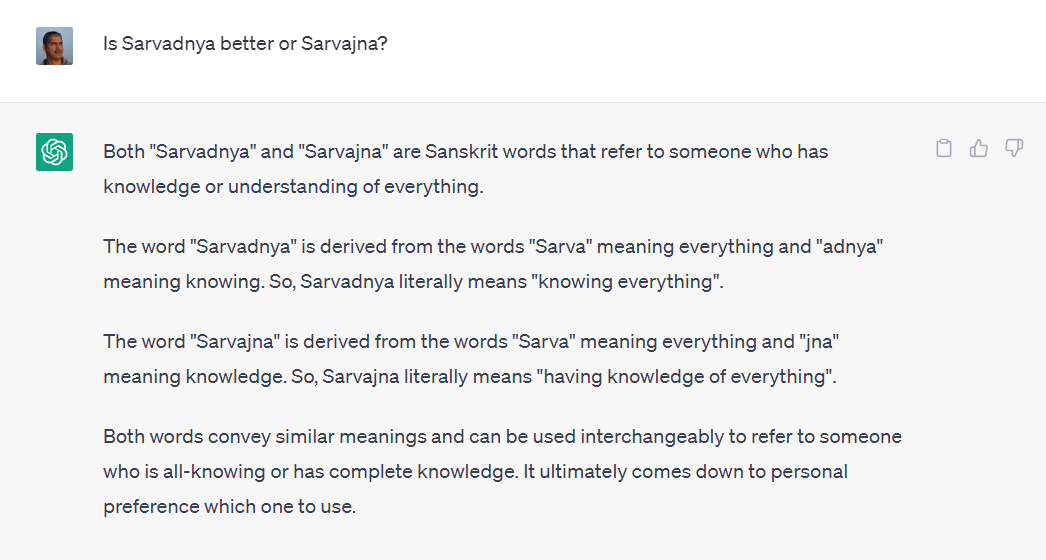 Is Sarvadnya better or Sarvajna?
Both "Sarvadnya" and "Sarvajna" are Sanskrit words that refer to someone who has
knowledge or understanding of everything.
The word "Sarvadnya" is derived from the words "Sarva" meaning everything and "adnya"
meaning knowing. So, Sarvadnya literally means "knowing everything".
The word "Sarvajna" is derived from the words "Sarva" meaning everything and "jna"
meaning knowledge. So, Sarvajna literally means "having knowledge of everything".
Both words convey similar meanings and can be used interchangeably to refer to someone
who is all-knowing or has complete knowledge. It ultimately comes down to personal
preference which one to use.